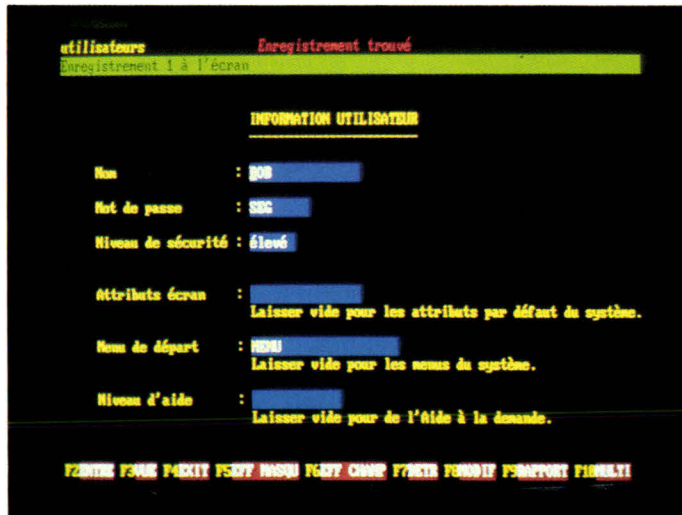 utilisateurs Enregistrement trouvé
Enregistrement 1 à l'écran
INFORMATION UTILISATEUR
Nom : BOB
Mot de passe : SEG
Niveau de sécurité : élevé
Attributs écran :
Laisser vide pour les attributs par défaut du système.
Menu de départ : MENU
Laisser vide pour les menus du système.
Niveau d'aide :
Laisser vide pour de l'Aide à la demande.
F2ENTRE F3VUE F4EXIT F5EFF MASQU F6EFF CHAMP F7METR F8MODIF F9RAPPORT F10MULTI